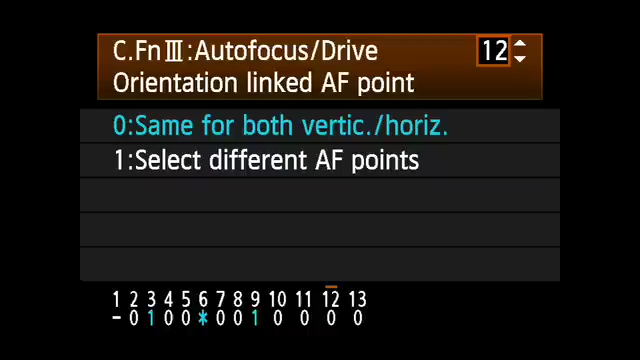 C.Fn Ⅲ :Autofocus/Drive 12
Orientation linked AF point
0:Same for both vertic./horiz.
1:Select different AF points
1 2 3 4 5 6 7 8 9 10 11 12 13
- 0 1 0 0 * 0 0 1 0 0 0 0